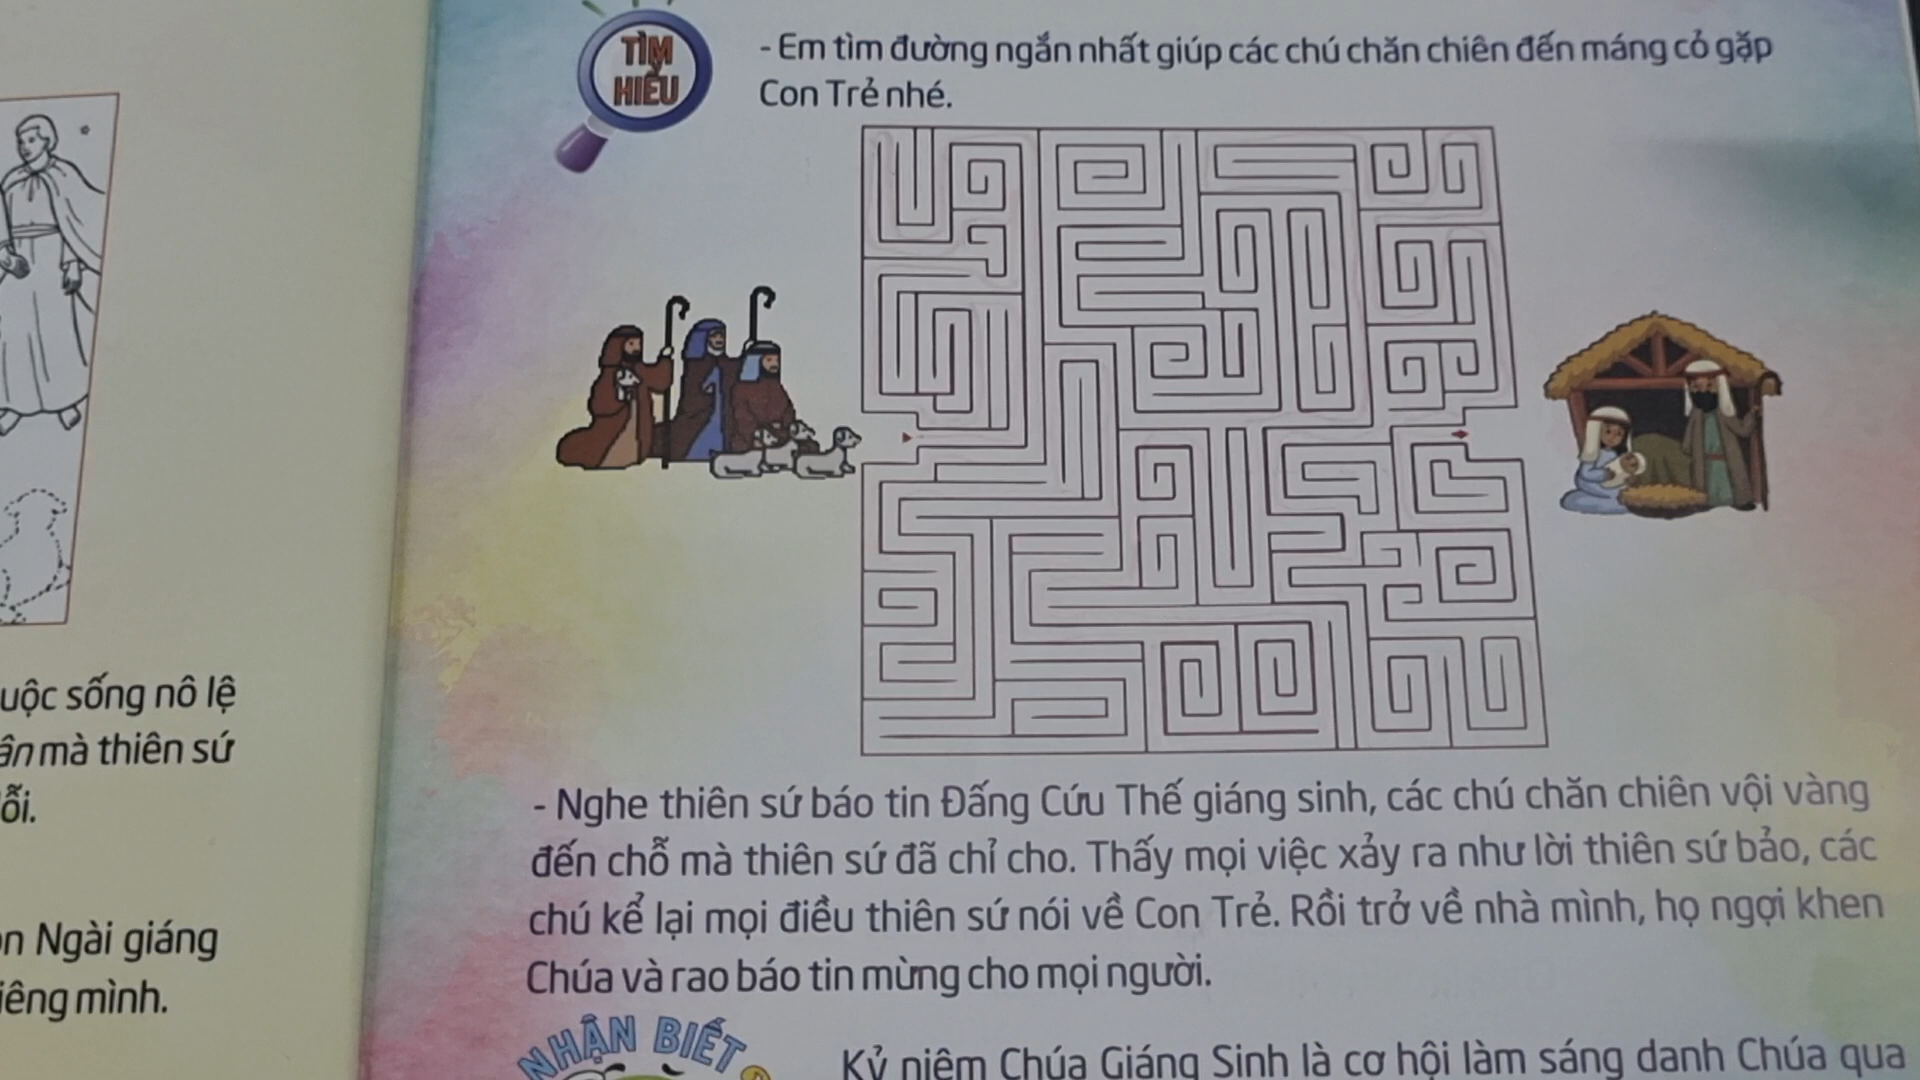 TÌM
HIỂU
- Em tìm đường ngắn nhất giúp các chú chăn chiên đến máng cỏ gặp
Con Trẻ nhé.
uộc sống nô lệ
ân mà thiên sứ
ỗi.
n Ngài giáng
iêng mình.
- Nghe thiên sứ báo tin Đấng Cứu Thế giáng sinh, các chú chăn chiên vội vàng
đến chỗ mà thiên sứ đã chỉ cho. Thấy mọi việc xảy ra như lời thiên sứ bảo, các
chú kể lại mọi điều thiên sứ nói về Con Trẻ. Rồi trở về nhà mình, họ ngợi khen
Chúa và rao báo tin mừng cho mọi người.
NHẬN BIẾT
Kỷ niệm Chúa Giáng Sinh là cơ hội làm sáng danh Chúa qua